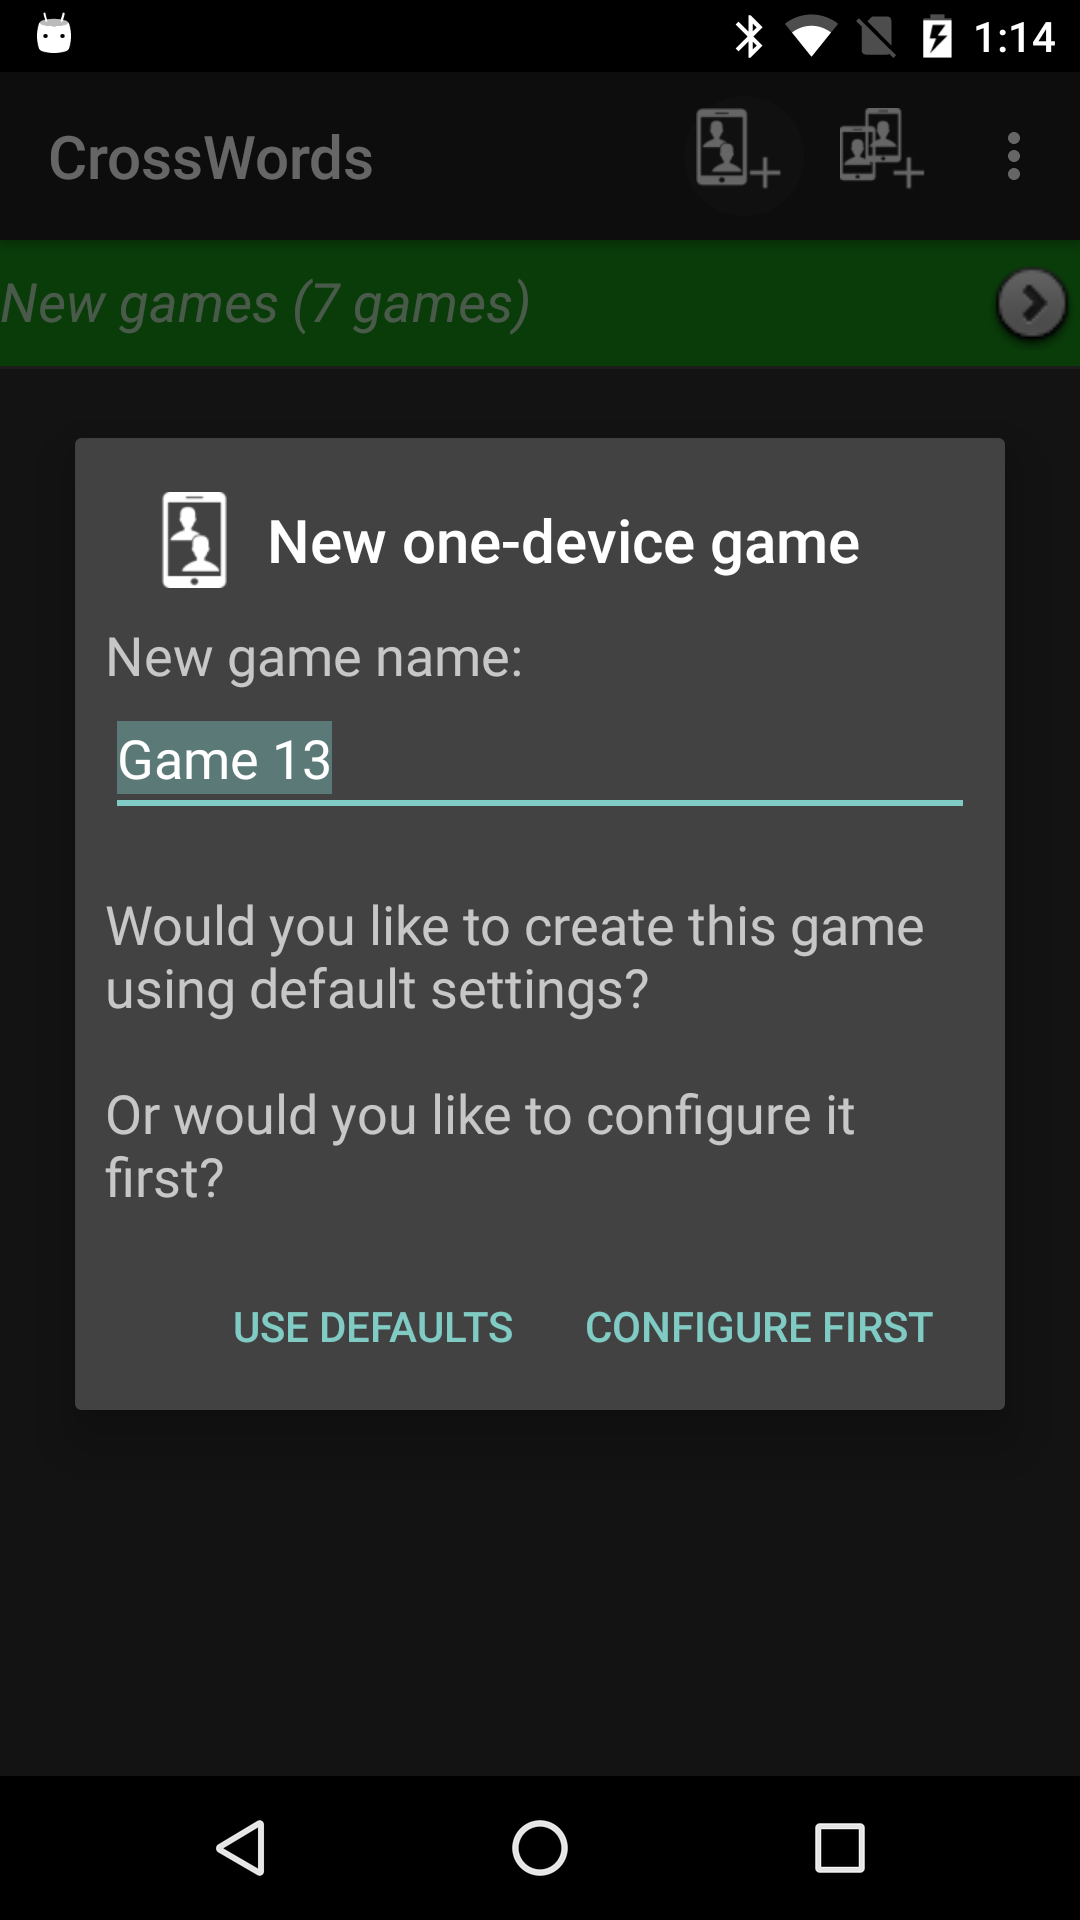 1:14
CrossWords
New games (7 games)
New one-device game
New game name:
Game 13
Would you like to create this game
using default settings?
Or would you like to configure it
first?
USE DEFAULTS CONFIGURE FIRST